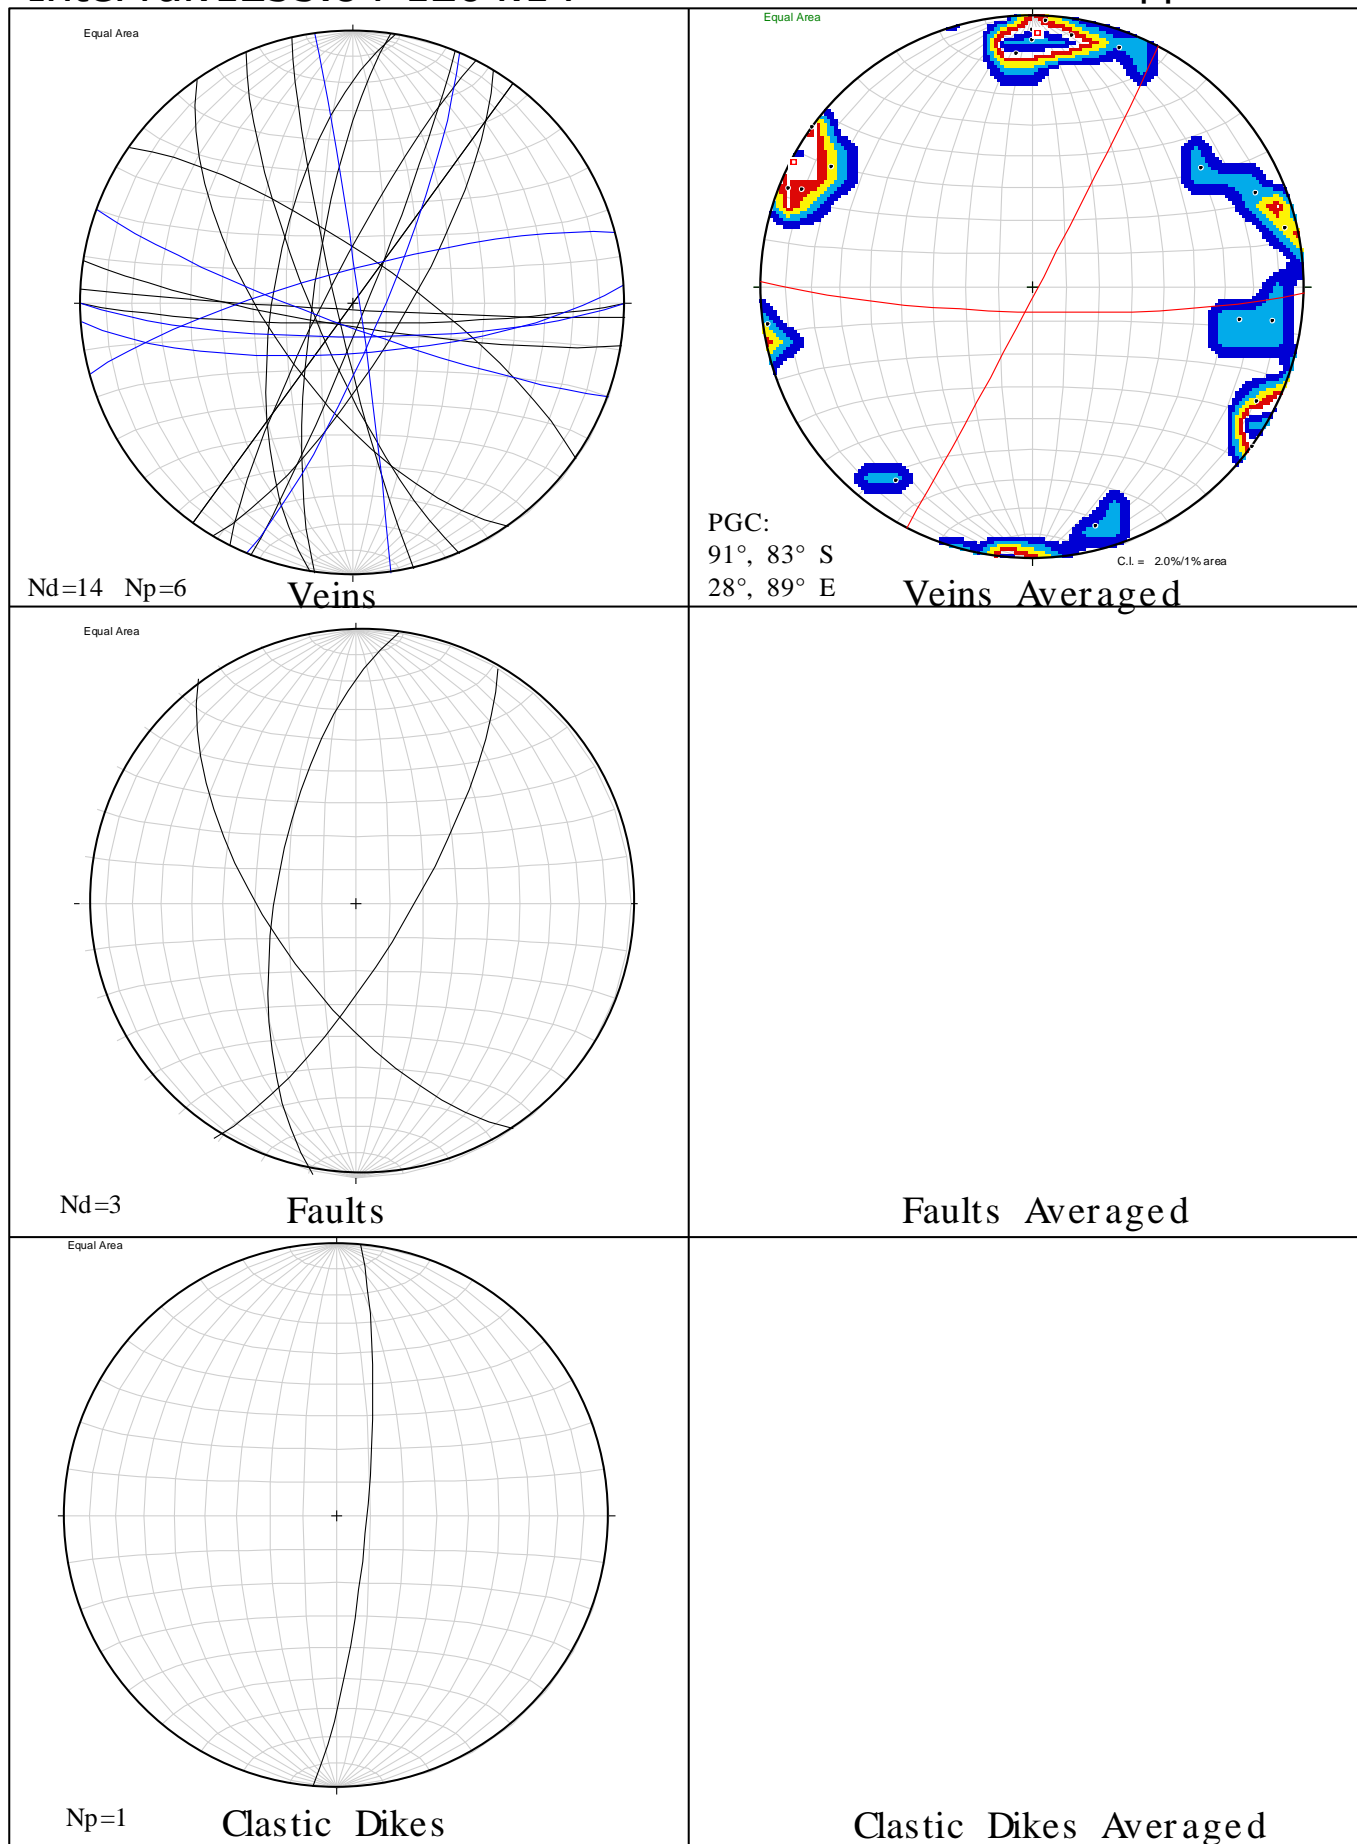 Equal Area
Nd=14 Np=6
Veins
Equal Area
PGC:
91°, 83° S
28°, 89° E
C.I. = 2.0%/1% area
Veins Averaged
Equal Area
Nd=3
Faults
Faults Averaged
Equal Area
Np=1
Clastic Dikes
Clastic Dikes Averaged